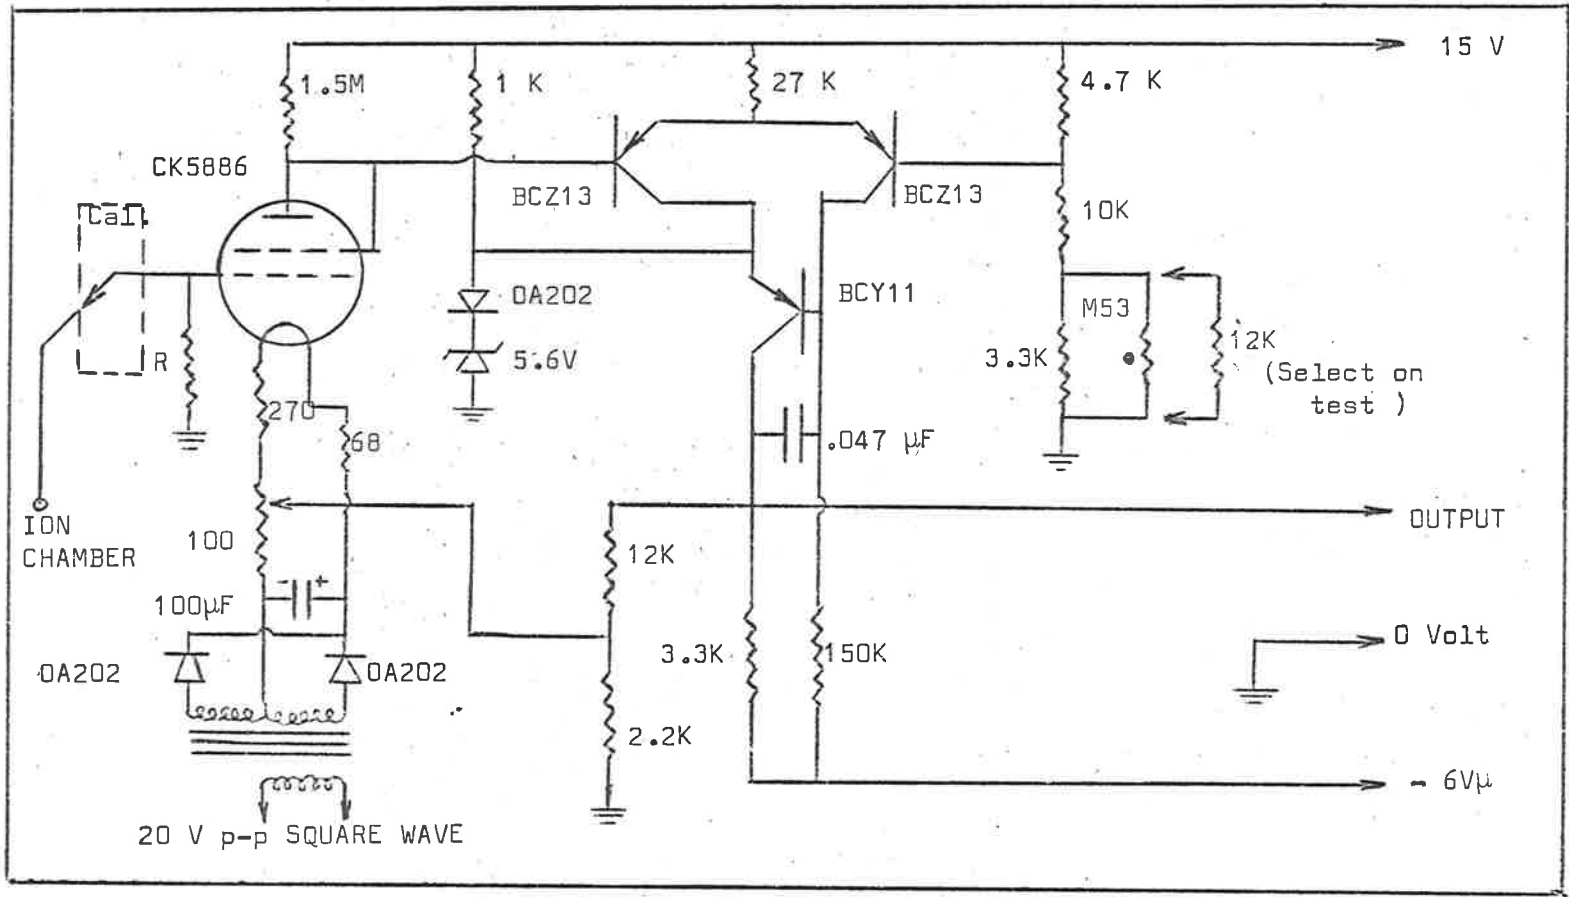 15 V
1.5M
1 K
27 K
4.7 K
CK5886
BCZ13
BCZ13
Cal.
10K
OA202
BCY11
M53
R
5.6V
3.3K
12K
(Select on
test )
270
68
.047 µF
ION
CHAMBER
100
12K
OUTPUT
- +
100µF
OA202
OA202
3.3K
150K
0 Volt
2.2K
- 6Vµ
20 V p-p SQUARE WAVE